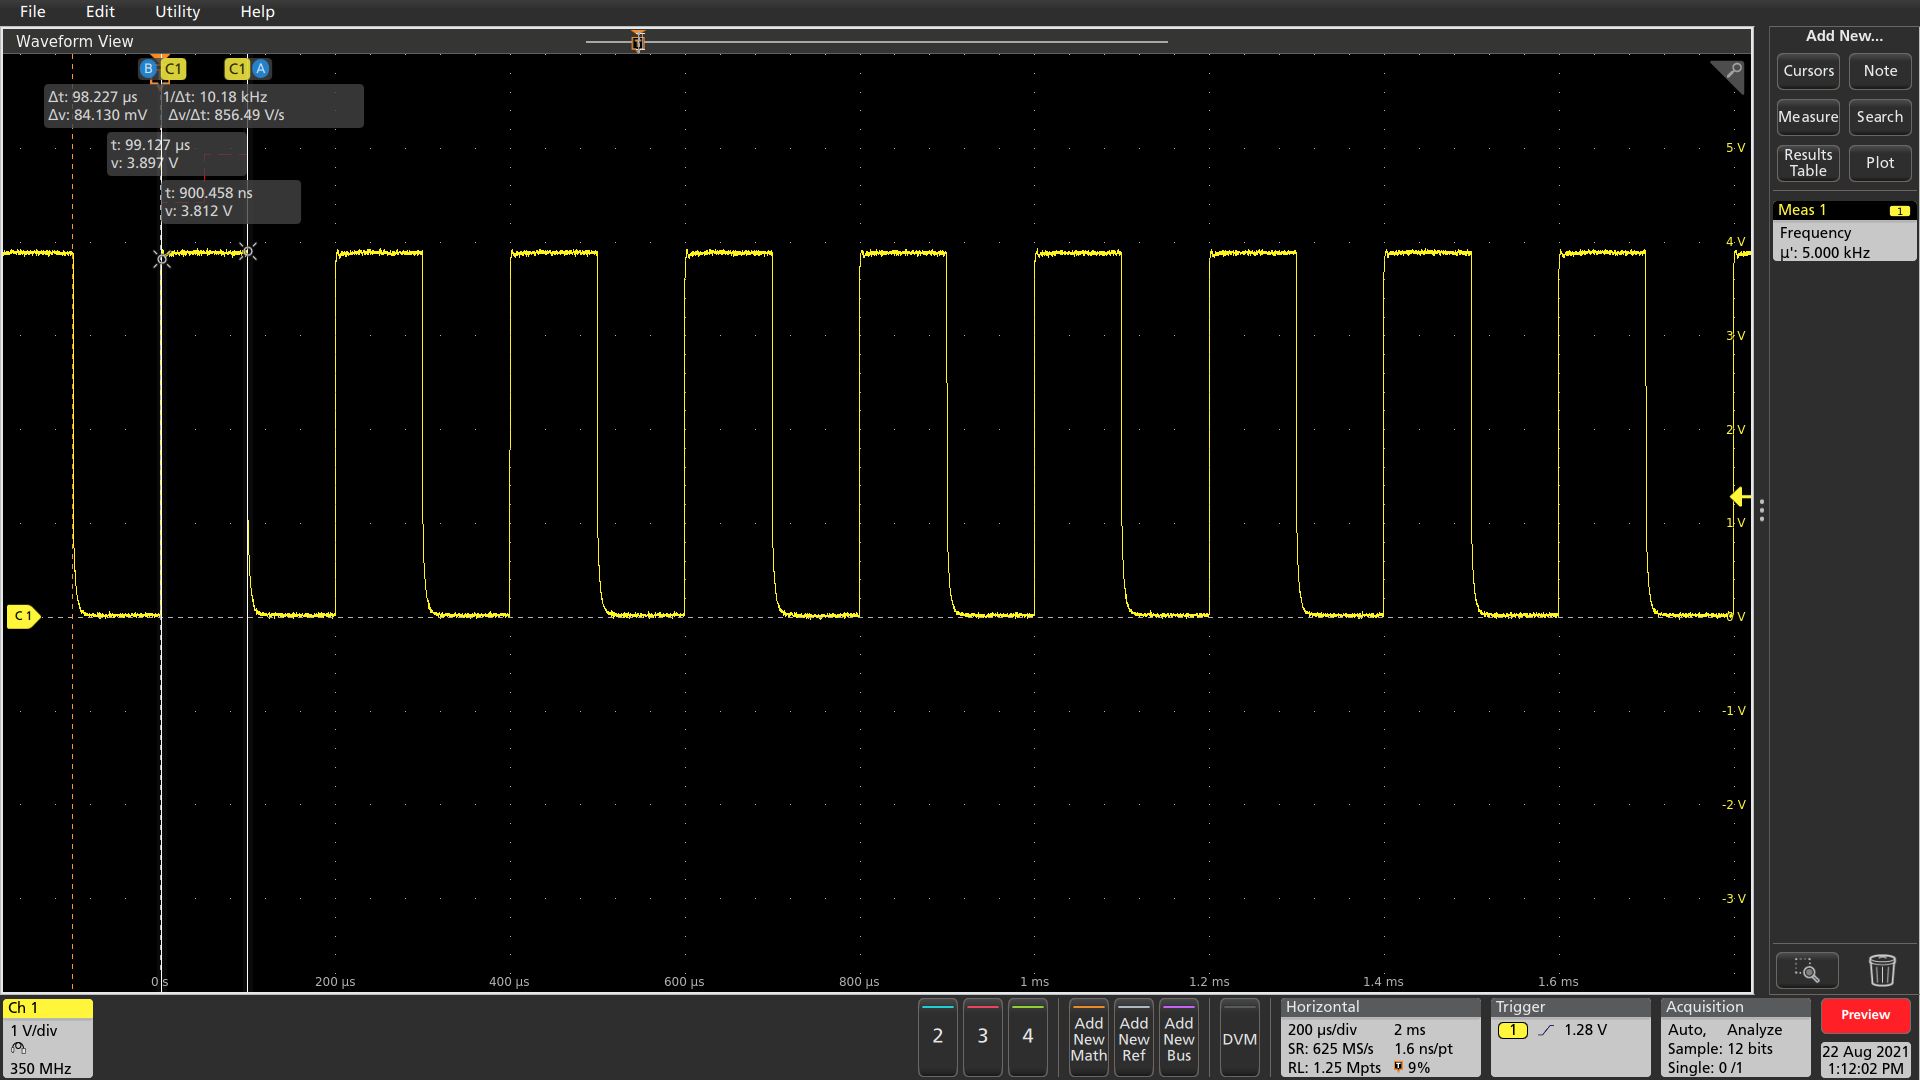 File Edit Utility Help
Waveform View
Add New...
Cursors Note
Measure Search
Results Table Plot
Meas 1 1
Frequency
µ': 5.000 kHz
B C1 C1 A
Δt: 98.227 µs 1/Δt: 10.18 kHz
Δv: 84.130 mV Δv/Δt: 856.49 V/s
t: 99.127 µs
v: 3.897 V
t: 900.458 ns
v: 3.812 V
5 V
4 V
3 V
2 V
1 V
C 1 0 V
-1 V
-2 V
-3 V
0 s 200 µs 400 µs 600 µs 800 µs 1 ms 1.2 ms 1.4 ms 1.6 ms
Ch 1
1 V/div
350 MHz
2 3 4
Add New Math
Add New Ref
Add New Bus
DVM
Horizontal
200 µs/div 2 ms
SR: 625 MS/s 1.6 ns/pt
RL: 1.25 Mpts 9%
Trigger
1 1.28 V
Acquisition
Auto, Analyze
Sample: 12 bits
Single: 0 /1
Preview
22 Aug 2021
1:12:02 PM